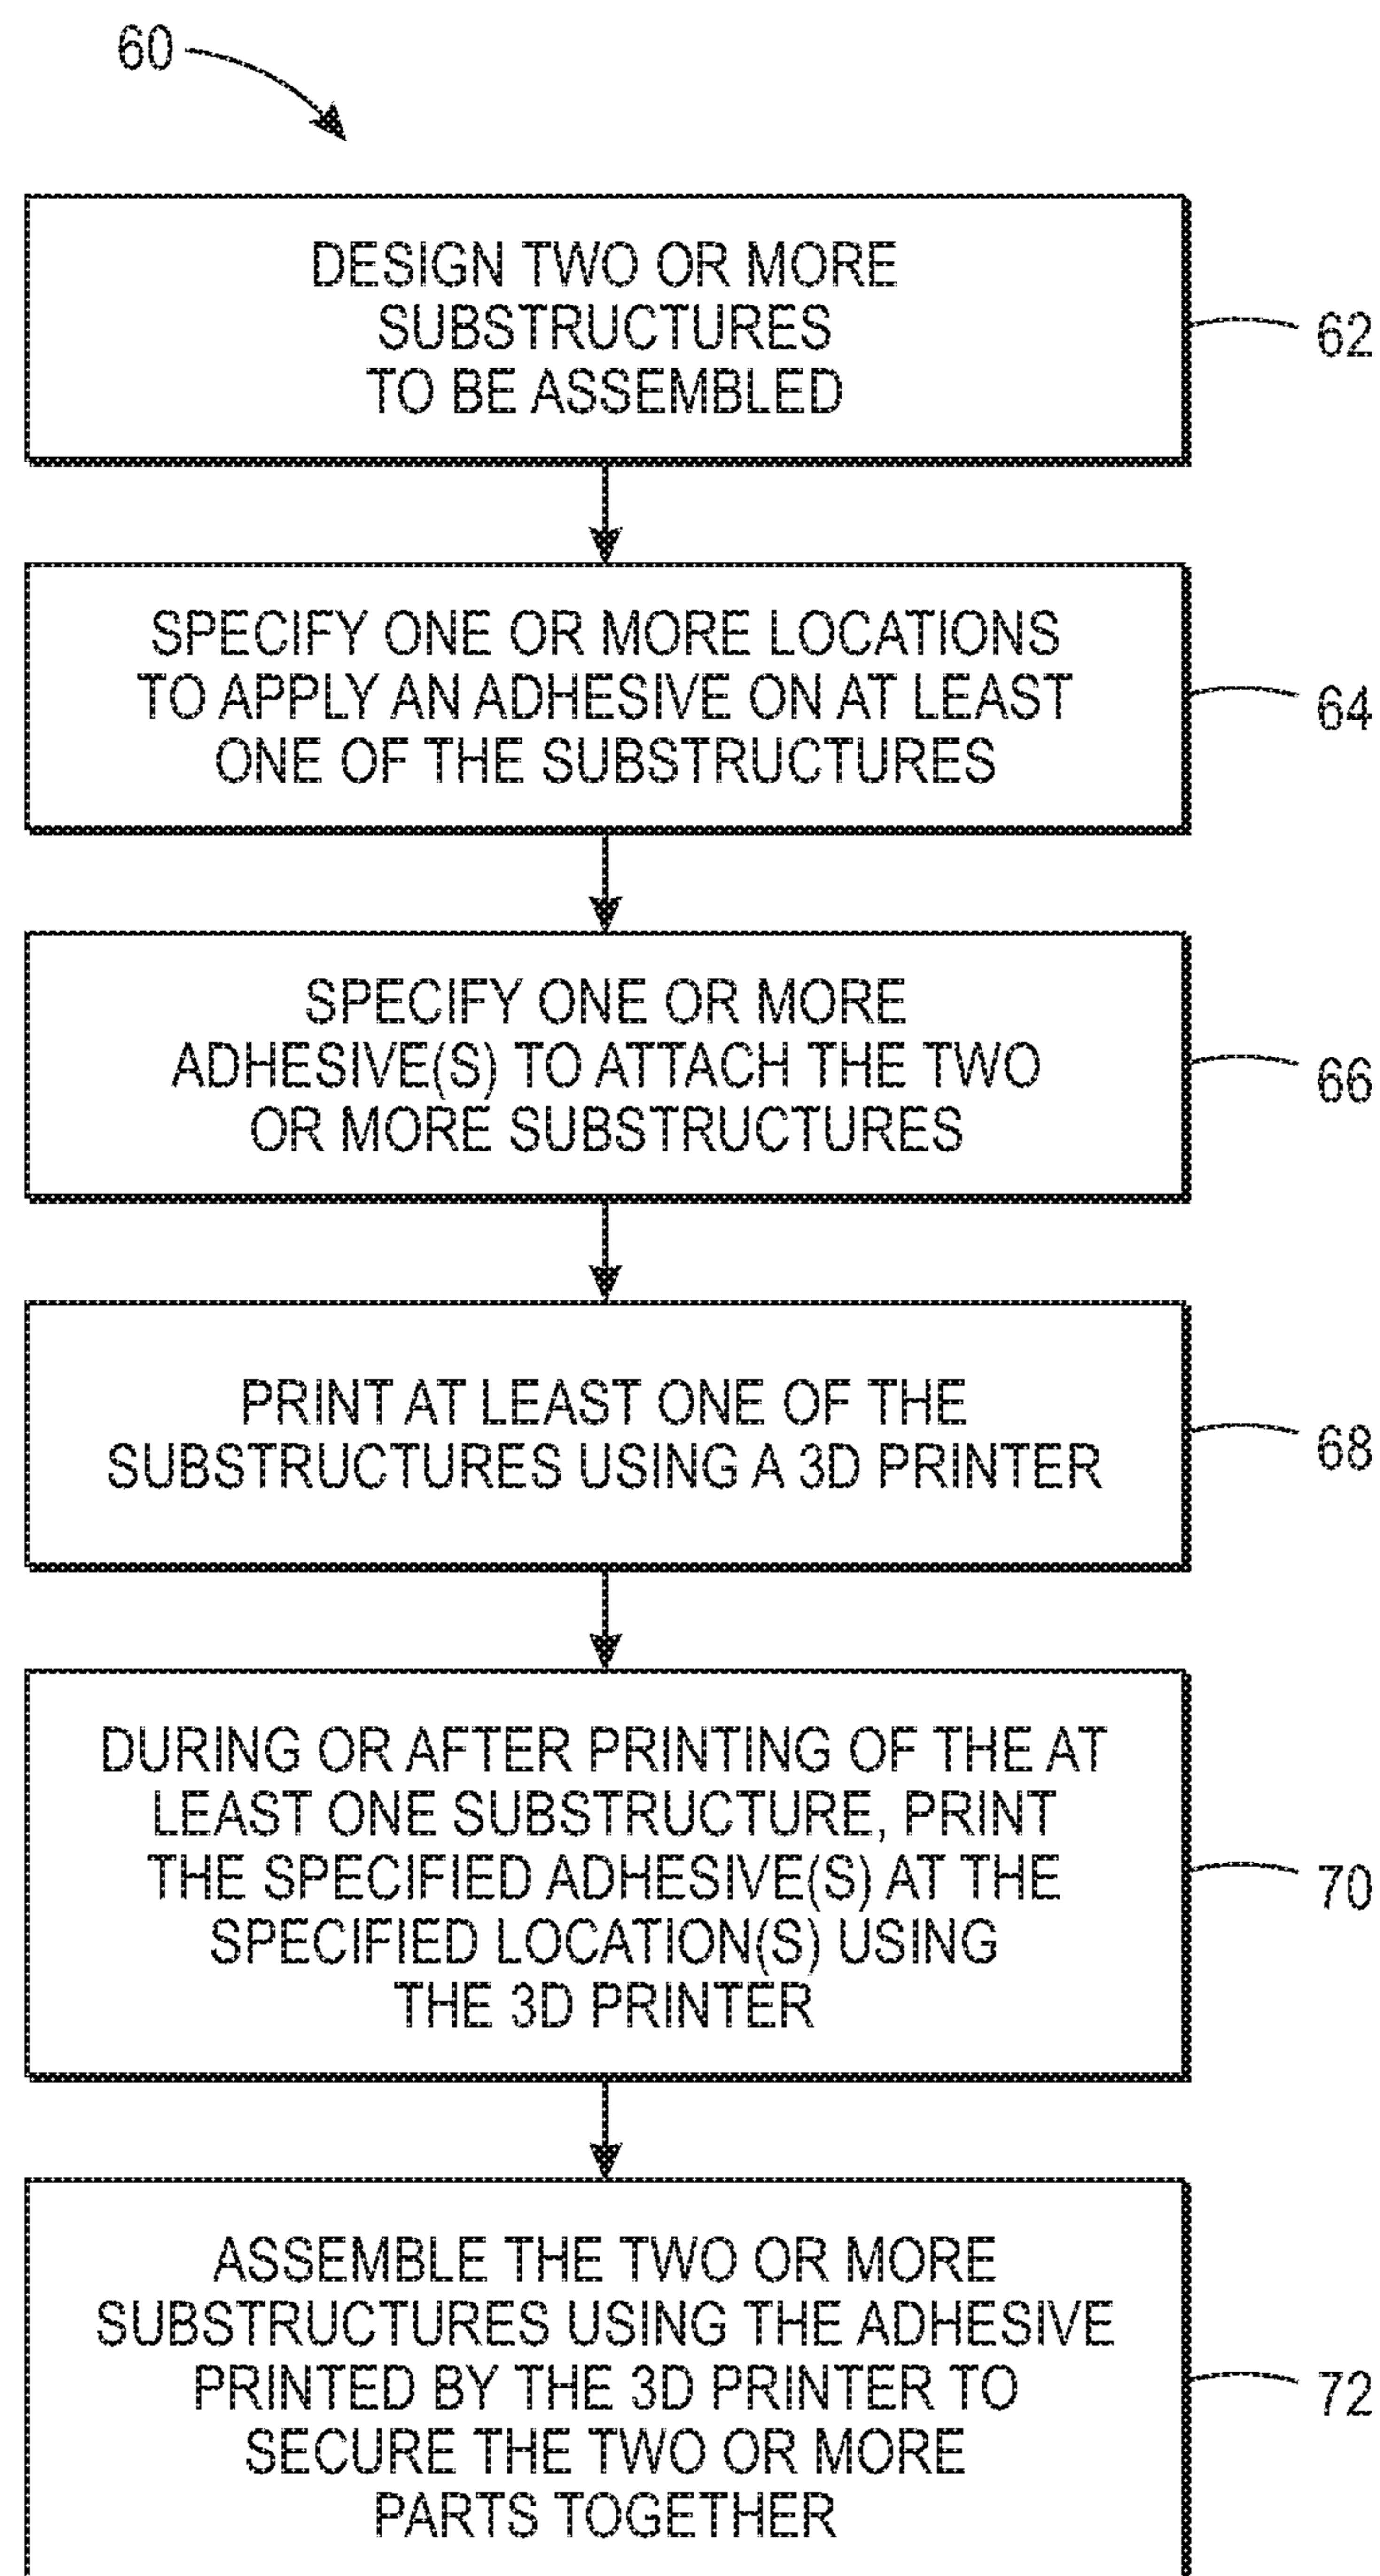 60
DESIGN TWO OR MORE
SUBSTRUCTURES
TO BE ASSEMBLED
62
SPECIFY ONE OR MORE LOCATIONS
TO APPLY AN ADHESIVE ON AT LEAST
ONE OF THE SUBSTRUCTURES
64
SPECIFY ONE OR MORE
ADHESIVE(S) TO ATTACH THE TWO
OR MORE SUBSTRUCTURES
66
PRINT AT LEAST ONE OF THE
SUBSTRUCTURES USING A 3D PRINTER
68
DURING OR AFTER PRINTING OF THE AT
LEAST ONE SUBSTRUCTURE, PRINT
THE SPECIFIED ADHESIVE(S) AT THE
SPECIFIED LOCATION(S) USING
THE 3D PRINTER
70
ASSEMBLE THE TWO OR MORE
SUBSTRUCTURES USING THE ADHESIVE
PRINTED BY THE 3D PRINTER TO
SECURE THE TWO OR MORE
PARTS TOGETHER
72